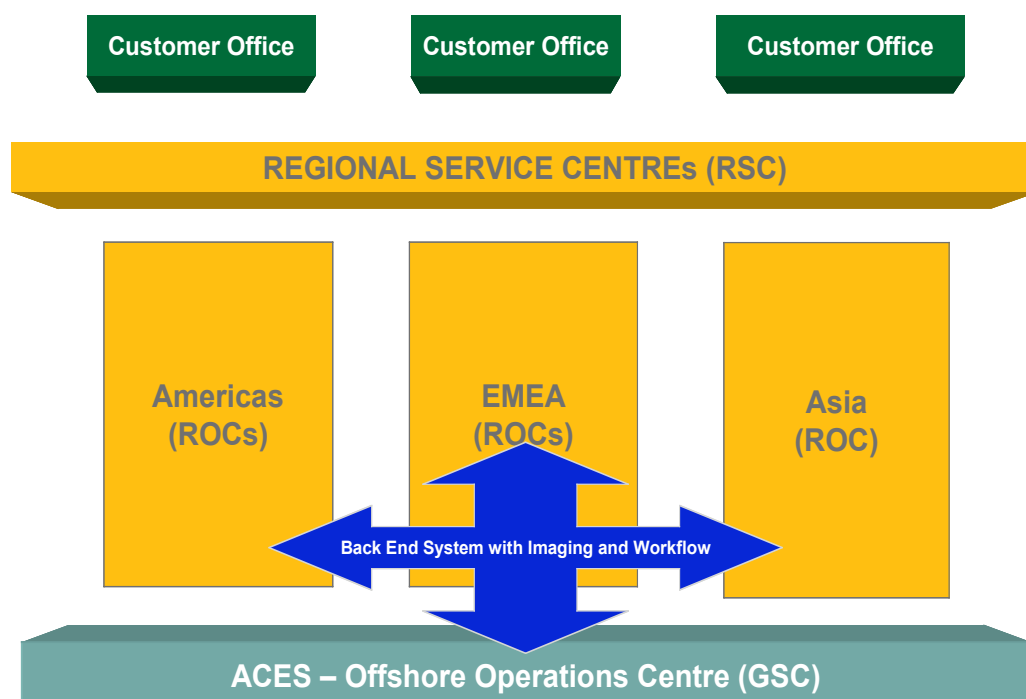 Customer Office
Customer Office
Customer Office
REGIONAL SERVICE CENTREs (RSC)
Americas
(ROCs)
EMEA
(ROCs)
Asia
(ROC)
Back End System with Imaging and Workflow
ACES – Offshore Operations Centre (GSC)